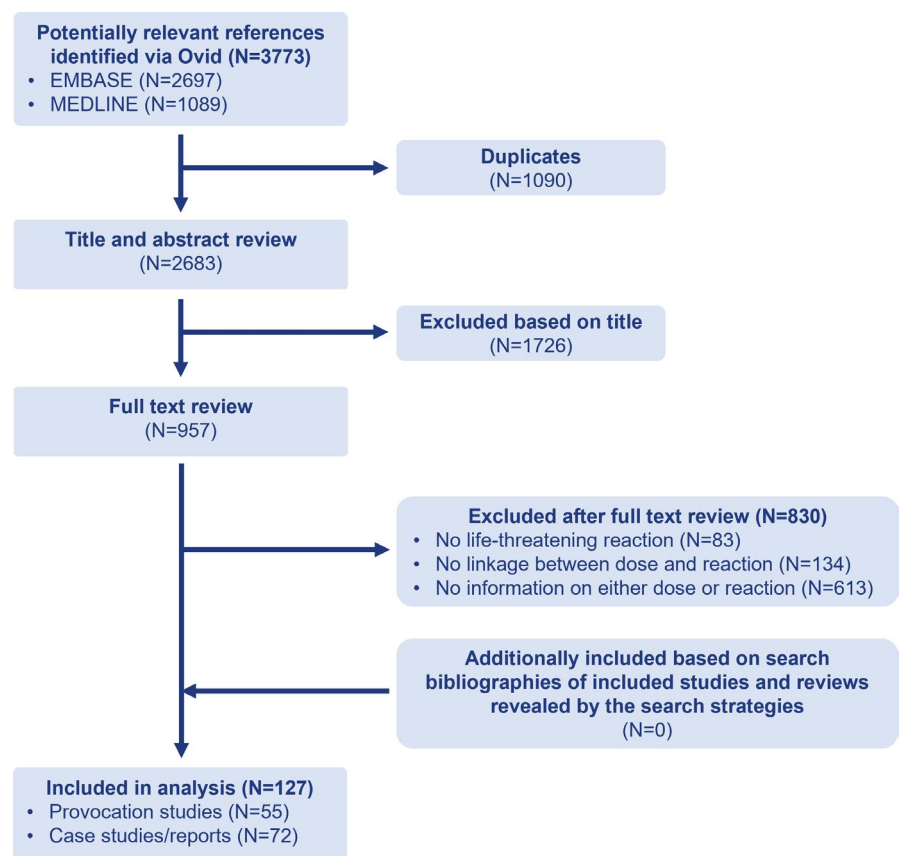 Potentially relevant references
identified via Ovid (N=3773)
• EMBASE (N=2697)
• MEDLINE (N=1089)
Duplicates
(N=1090)
Title and abstract review
(N=2683)
Excluded based on title
(N=1726)
Full text review
(N=957)
Excluded after full text review (N=830)
• No life-threatening reaction (N=83)
• No linkage between dose and reaction (N=134)
• No information on either dose or reaction (N=613)
Additionally included based on search
bibliographies of included studies and reviews
revealed by the search strategies
(N=0)
Included in analysis (N=127)
• Provocation studies (N=55)
• Case studies/reports (N=72)